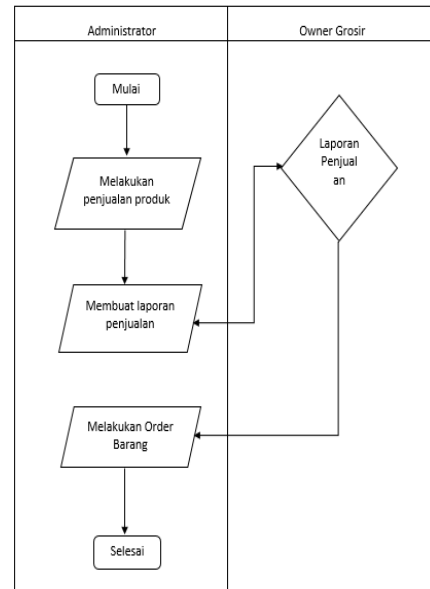 Administrator
Owner Grosir
Mulai
Melakukan
penjualan produk
Membuat laporan
penjualan
Melakukan Order
Barang
Selesai
Laporan
Penjual
an